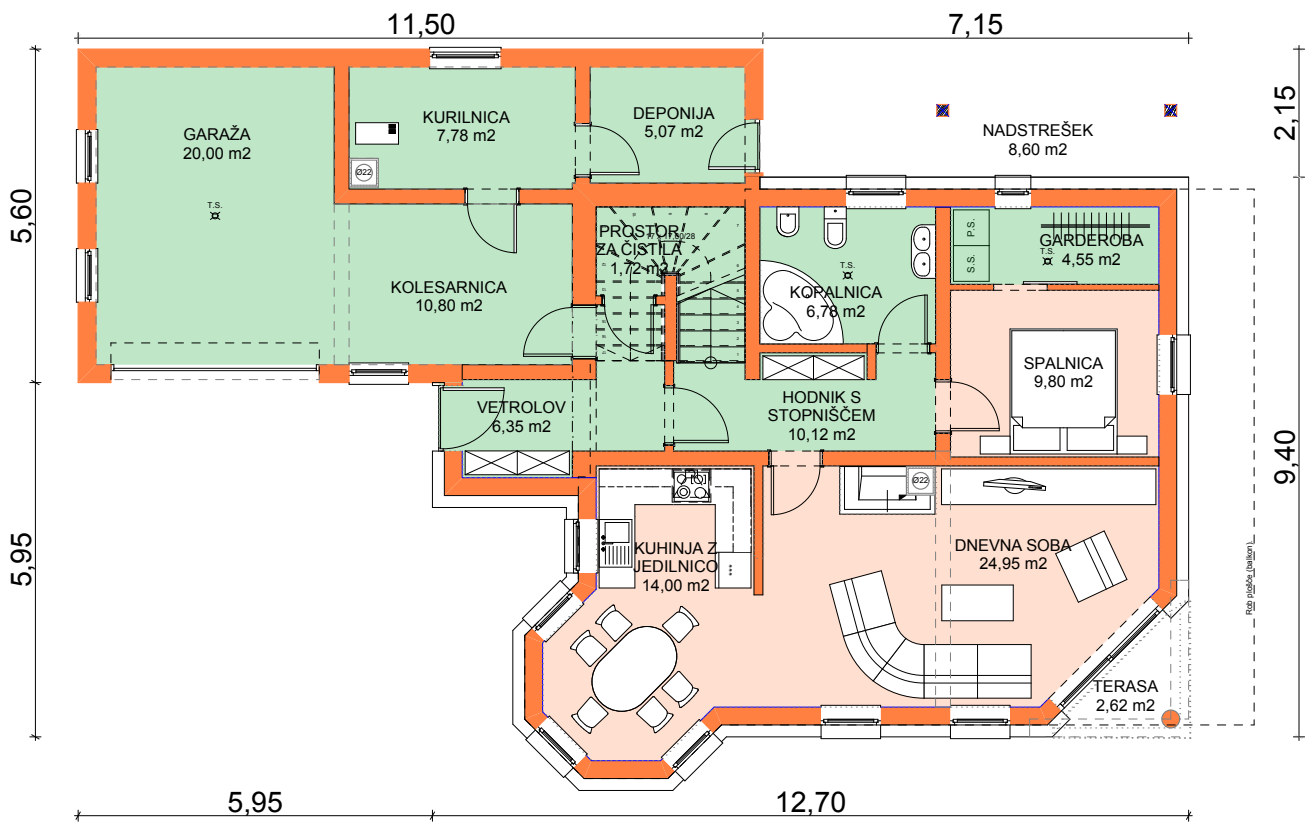 11,50
7,15
2,15
5,60
9,40
5,95
5,95
12,70
GARAŽA
20,00 m2
T.S.
KURILNICA
7,78 m2
Ø22
DEPONIJA
5,07 m2
NADSTREŠEK
8,60 m2
KOLESARNICA
10,80 m2
PROSTOR
ZA ČISTILA
1,72 m2
T.S.
KOPALNICA
6,78 m2
P.S.
S.S.
GARDEROBA
T.S.
4,55 m2
SPALNICA
9,80 m2
VETROLOV
6,35 m2
HODNIK S
STOPNIŠČEM
10,12 m2
KUHINJA Z
JEDILNICO
14,00 m2
Ø22
DNEVNA SOBA
24,95 m2
TERASA
2,62 m2
Rob plošče (balkon)